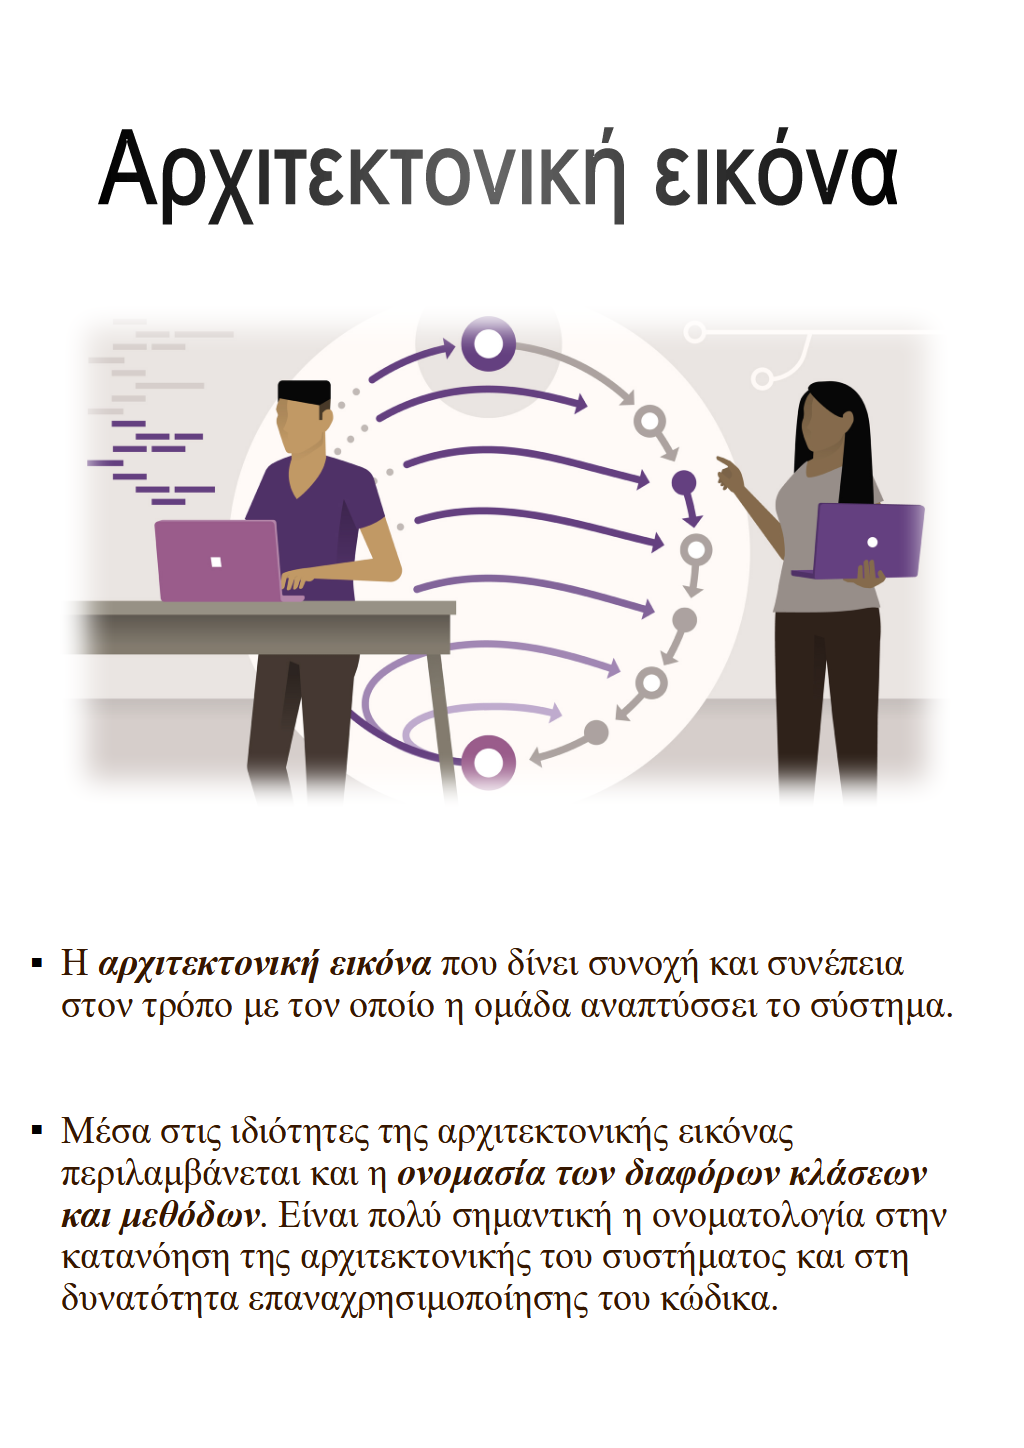 Αρχιτεκτονική εικόνα
▪ Η αρχιτεκτονική εικόνα που δίνει συνοχή και συνέπεια
στον τρόπο με τον οποίο η ομάδα αναπτύσσει το σύστημα.
▪ Μέσα στις ιδιότητες της αρχιτεκτονικής εικόνας
περιλαμβάνεται και η ονομασία των διαφόρων κλάσεων
και μεθόδων. Είναι πολύ σημαντική η ονοματολογία στην
κατανόηση της αρχιτεκτονικής του συστήματος και στη
δυνατότητα επαναχρησιμοποίησης του κώδικα.